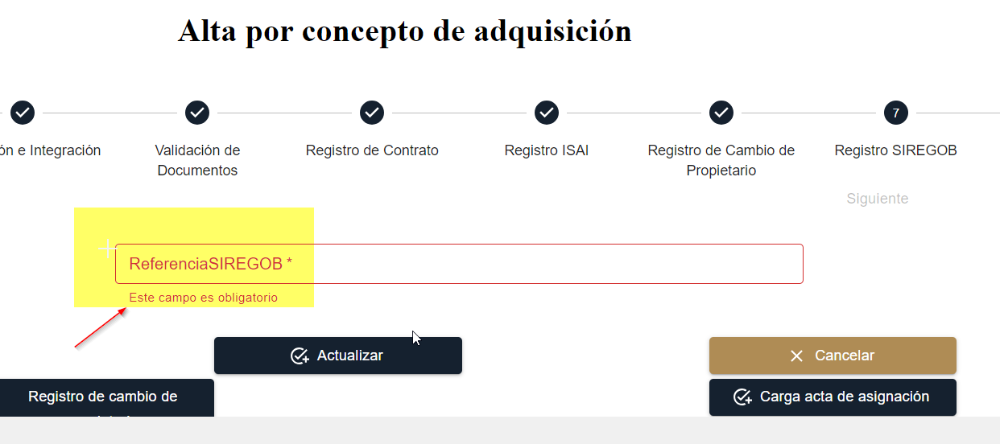 Alta por concepto de adquisición
7
ón e Integración
Validación de
Documentos
Registro de Contrato
Registro ISAI
Registro de Cambio de
Propietario
Registro SIREGOB
Siguiente
ReferenciaSIREGOB *
Este campo es obligatorio
Actualizar
Cancelar
Registro de cambio de
Carga acta de asignación